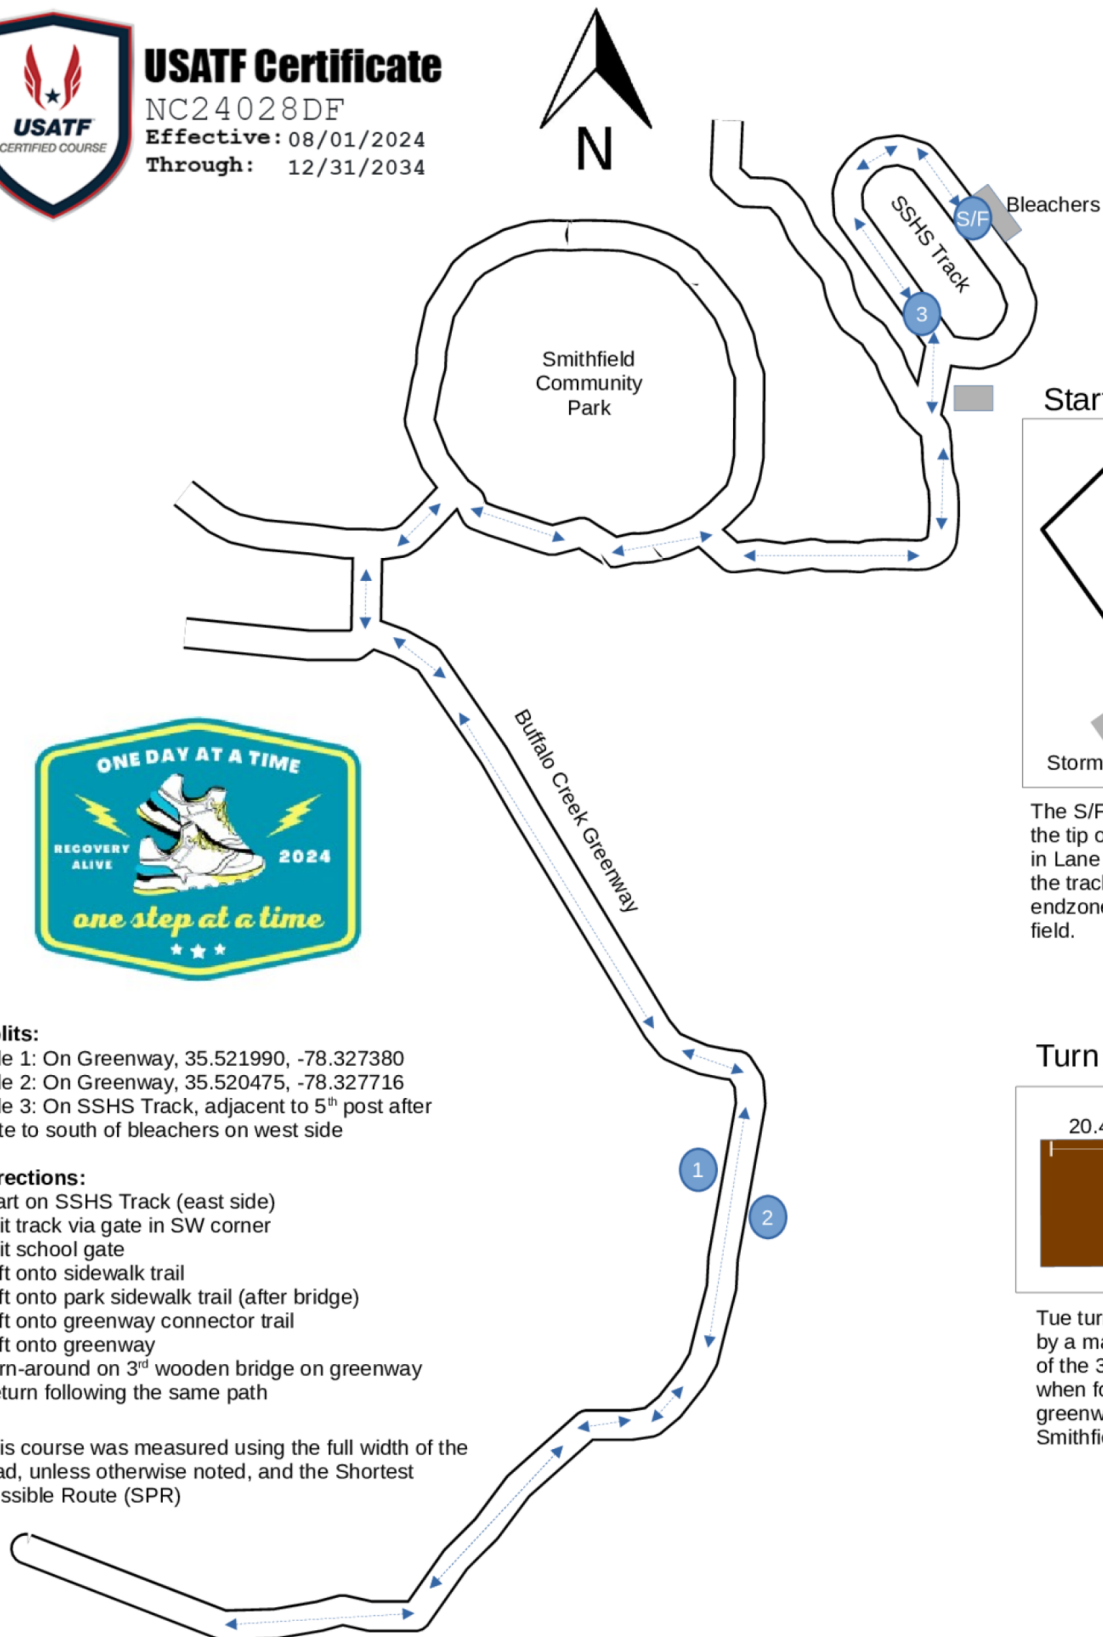 USATF
CERTIFIED COURSE
USATF Certificate
NC24028DF
Effective: 08/01/2024
Through: 12/31/2034
N
Bleachers
S/F
SSHS Track
3
Smithfield
Community
Park
Star
Storm
The S/F
the tip o
in Lane
the track
endzone
field.
Buffalo Creek Greenway
ONE DAY AT A TIME
RECOVERY
ALIVE
2024
one step at a time
lits:
le 1: On Greenway, 35.521990, -78.327380
le 2: On Greenway, 35.520475, -78.327716
le 3: On SSHS Track, adjacent to 5th post after
te to south of bleachers on west side
rections:
art on SSHS Track (east side)
it track via gate in SW corner
it school gate
ft onto sidewalk trail
ft onto park sidewalk trail (after bridge)
ft onto greenway connector trail
ft onto greenway
rn-around on 3rd wooden bridge on greenway
eturn following the same path
is course was measured using the full width of the
ad, unless otherwise noted, and the Shortest
ssible Route (SPR)
1
2
Turn
20.4
Tue tur
by a ma
of the 3
when fo
greenw
Smithfie